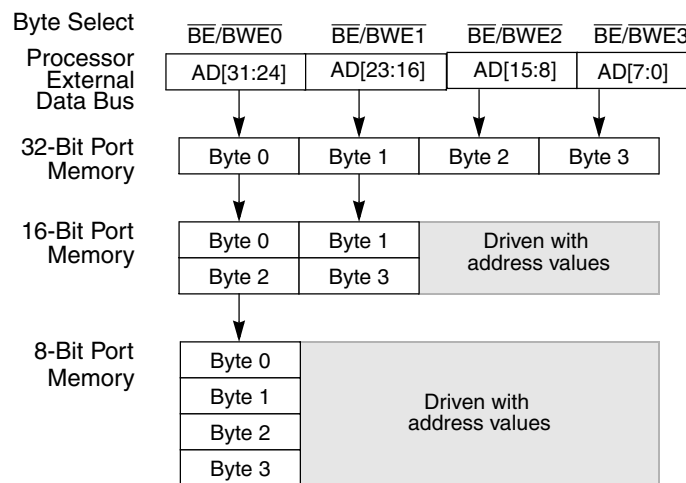 Byte Select BE/BWE0 BE/BWE1 BE/BWE2 BE/BWE3
Processor External Data Bus AD[31:24] AD[23:16] AD[15:8] AD[7:0]
32-Bit Port Memory Byte 0 Byte 1 Byte 2 Byte 3
16-Bit Port Memory Byte 0 Byte 1
Byte 2 Byte 3
Driven with
address values
8-Bit Port Memory Byte 0
Byte 1
Byte 2
Byte 3
Driven with
address values